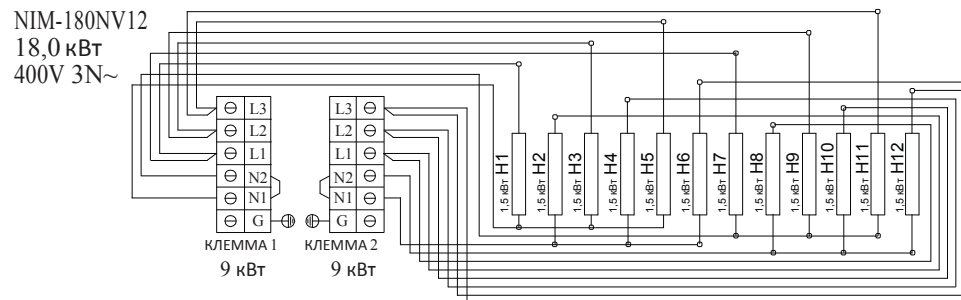 NIM-180NV12
18,0 кВт
400V 3N~
L3 L3
L2 L2
L1 L1
N2 N2
N1 N1
G G
КЛЕММА 1 КЛЕММА 2
9 кВт 9 кВт
1,5 кВт H1
1,5 кВт H2
1,5 кВт H3
1,5 кВт H4
1,5 кВт H5
1,5 кВт H6
1,5 кВт H7
1,5 кВт H8
1,5 кВт H9
1,5 кВт H10
1,5 кВт H11
1,5 кВт H12